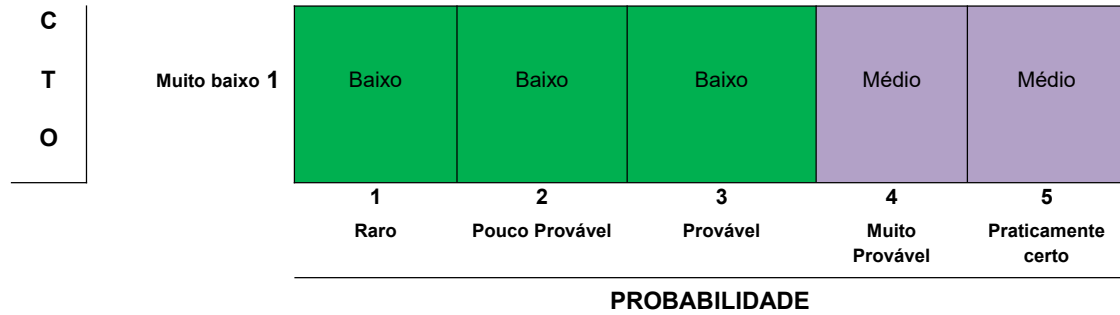 C
T
O
Muito baixo 1
Baixo
Baixo
Baixo
Médio
Médio
1
2
3
4
5
Raro
Pouco Provável
Provável
Muito
Provável
Praticamente
certo
PROBABILIDADE